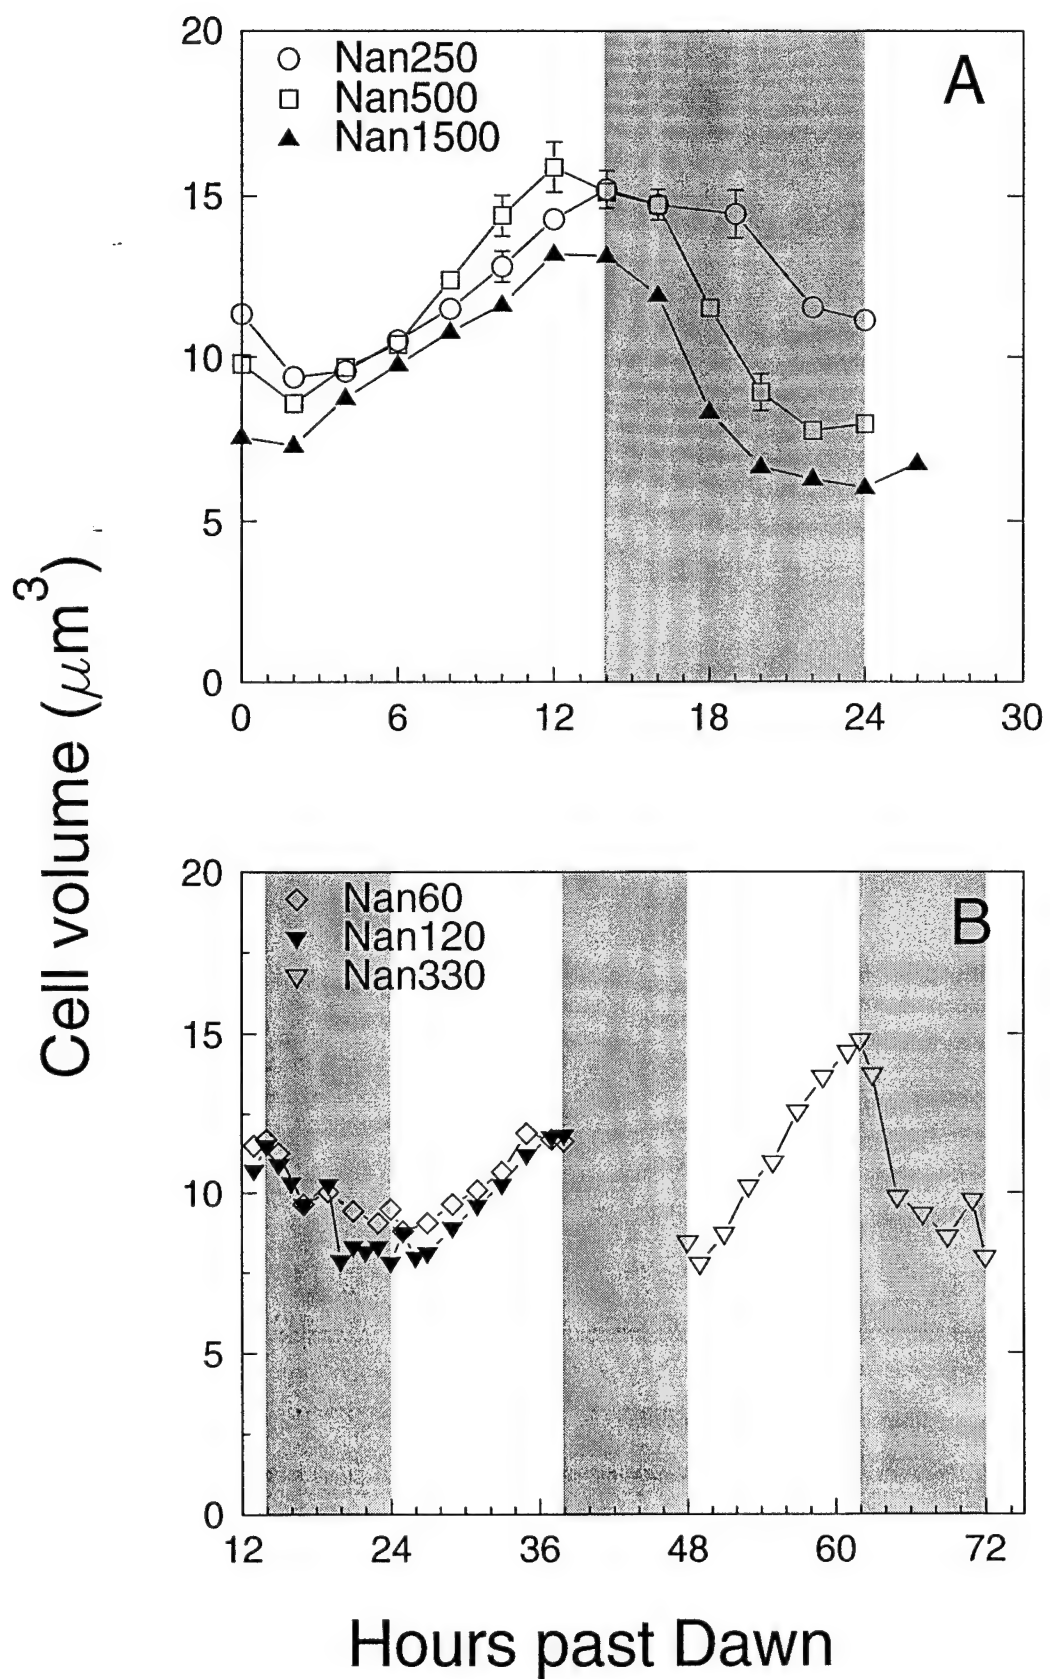 Cell volume (μm³)
20
15
10
5
0
Nan250
Nan500
Nan1500
A
0 6 12 18 24 30
20
15
10
5
0
Nan60
Nan120
Nan330
B
12 24 36 48 60 72
Hours past Dawn